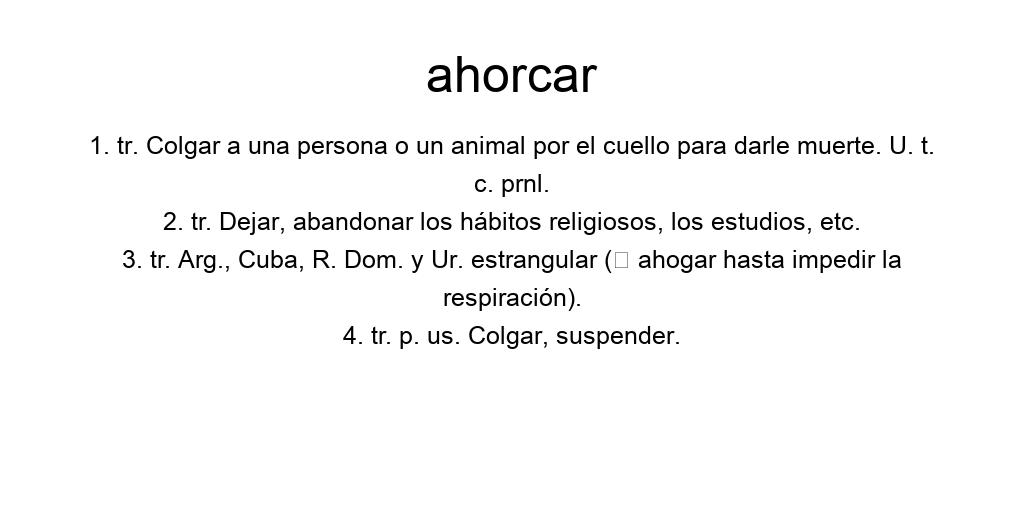 ahorcar
1. tr. Colgar a una persona o un animal por el cuello para darle muerte. U. t.
c. prnl.
2. tr. Dejar, abandonar los hábitos religiosos, los estudios, etc.
3. tr. Arg., Cuba, R. Dom. y Ur. estrangular (□ ahogar hasta impedir la
respiración).
4. tr. p. us. Colgar, suspender.